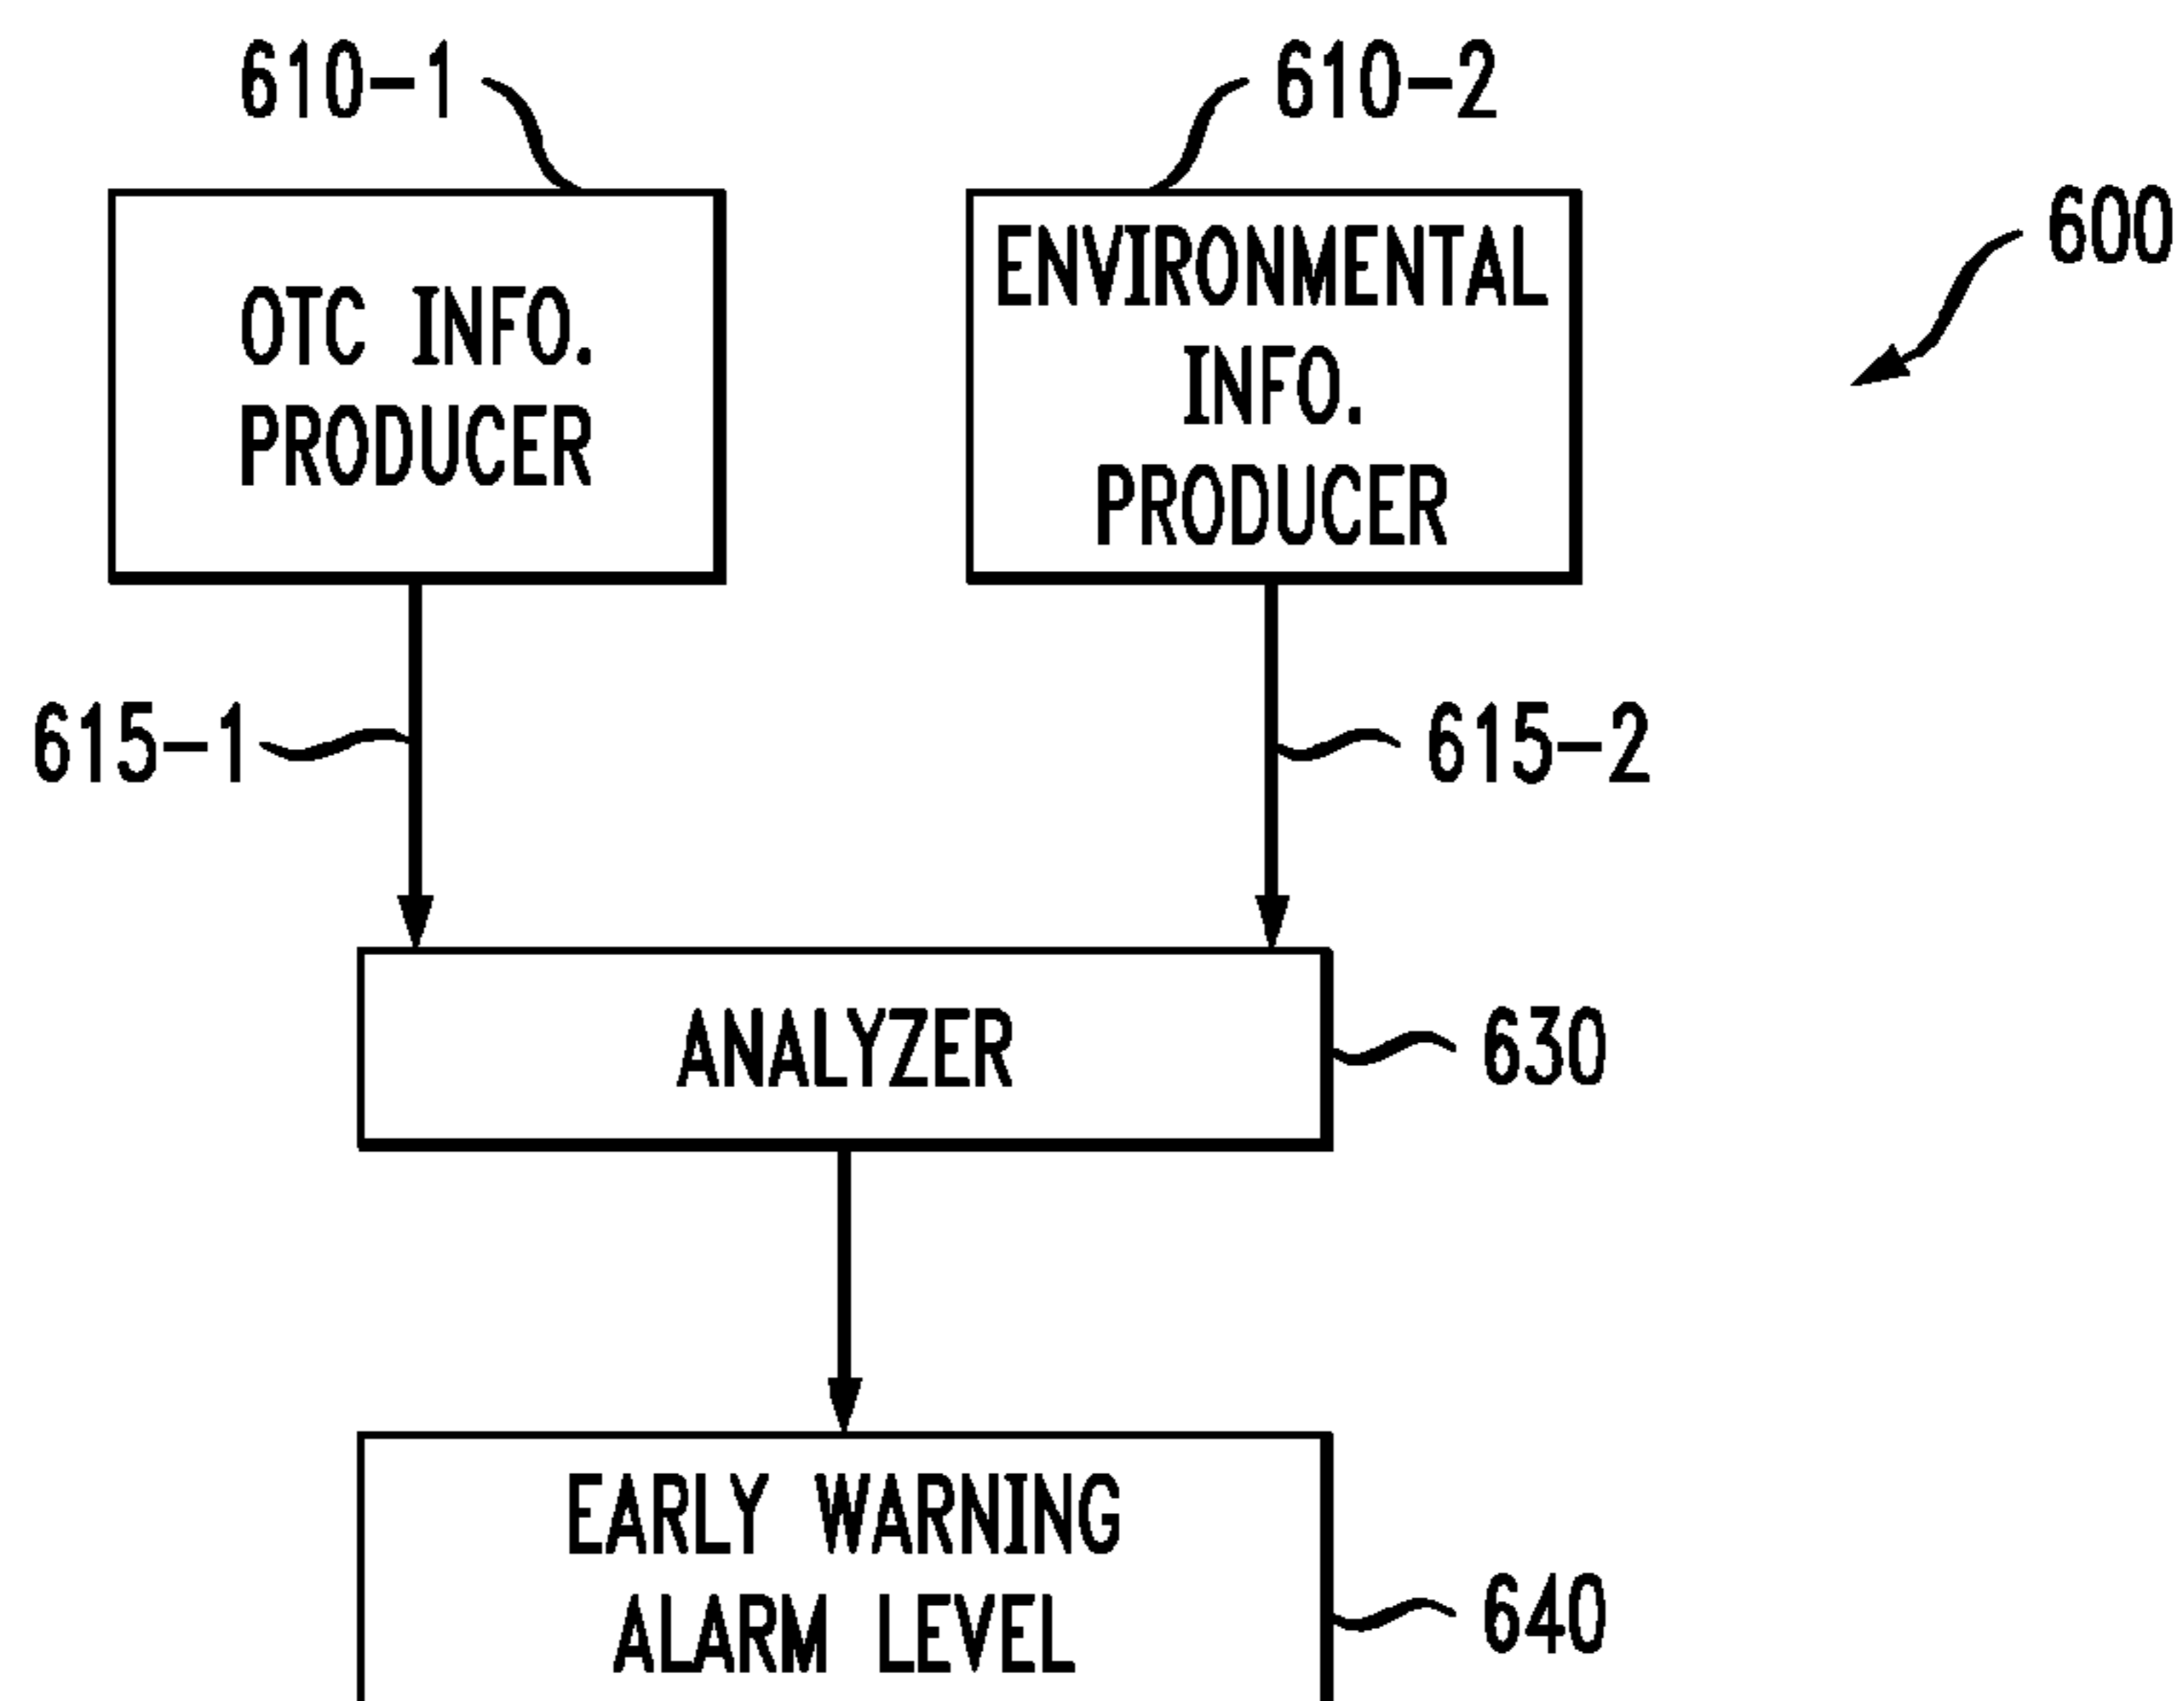 610-1
610-2
600
OTC INFO.
PRODUCER
ENVIRONMENTAL
INFO.
PRODUCER
615-1
615-2
ANALYZER
630
EARLY WARNING
ALARM LEVEL
640